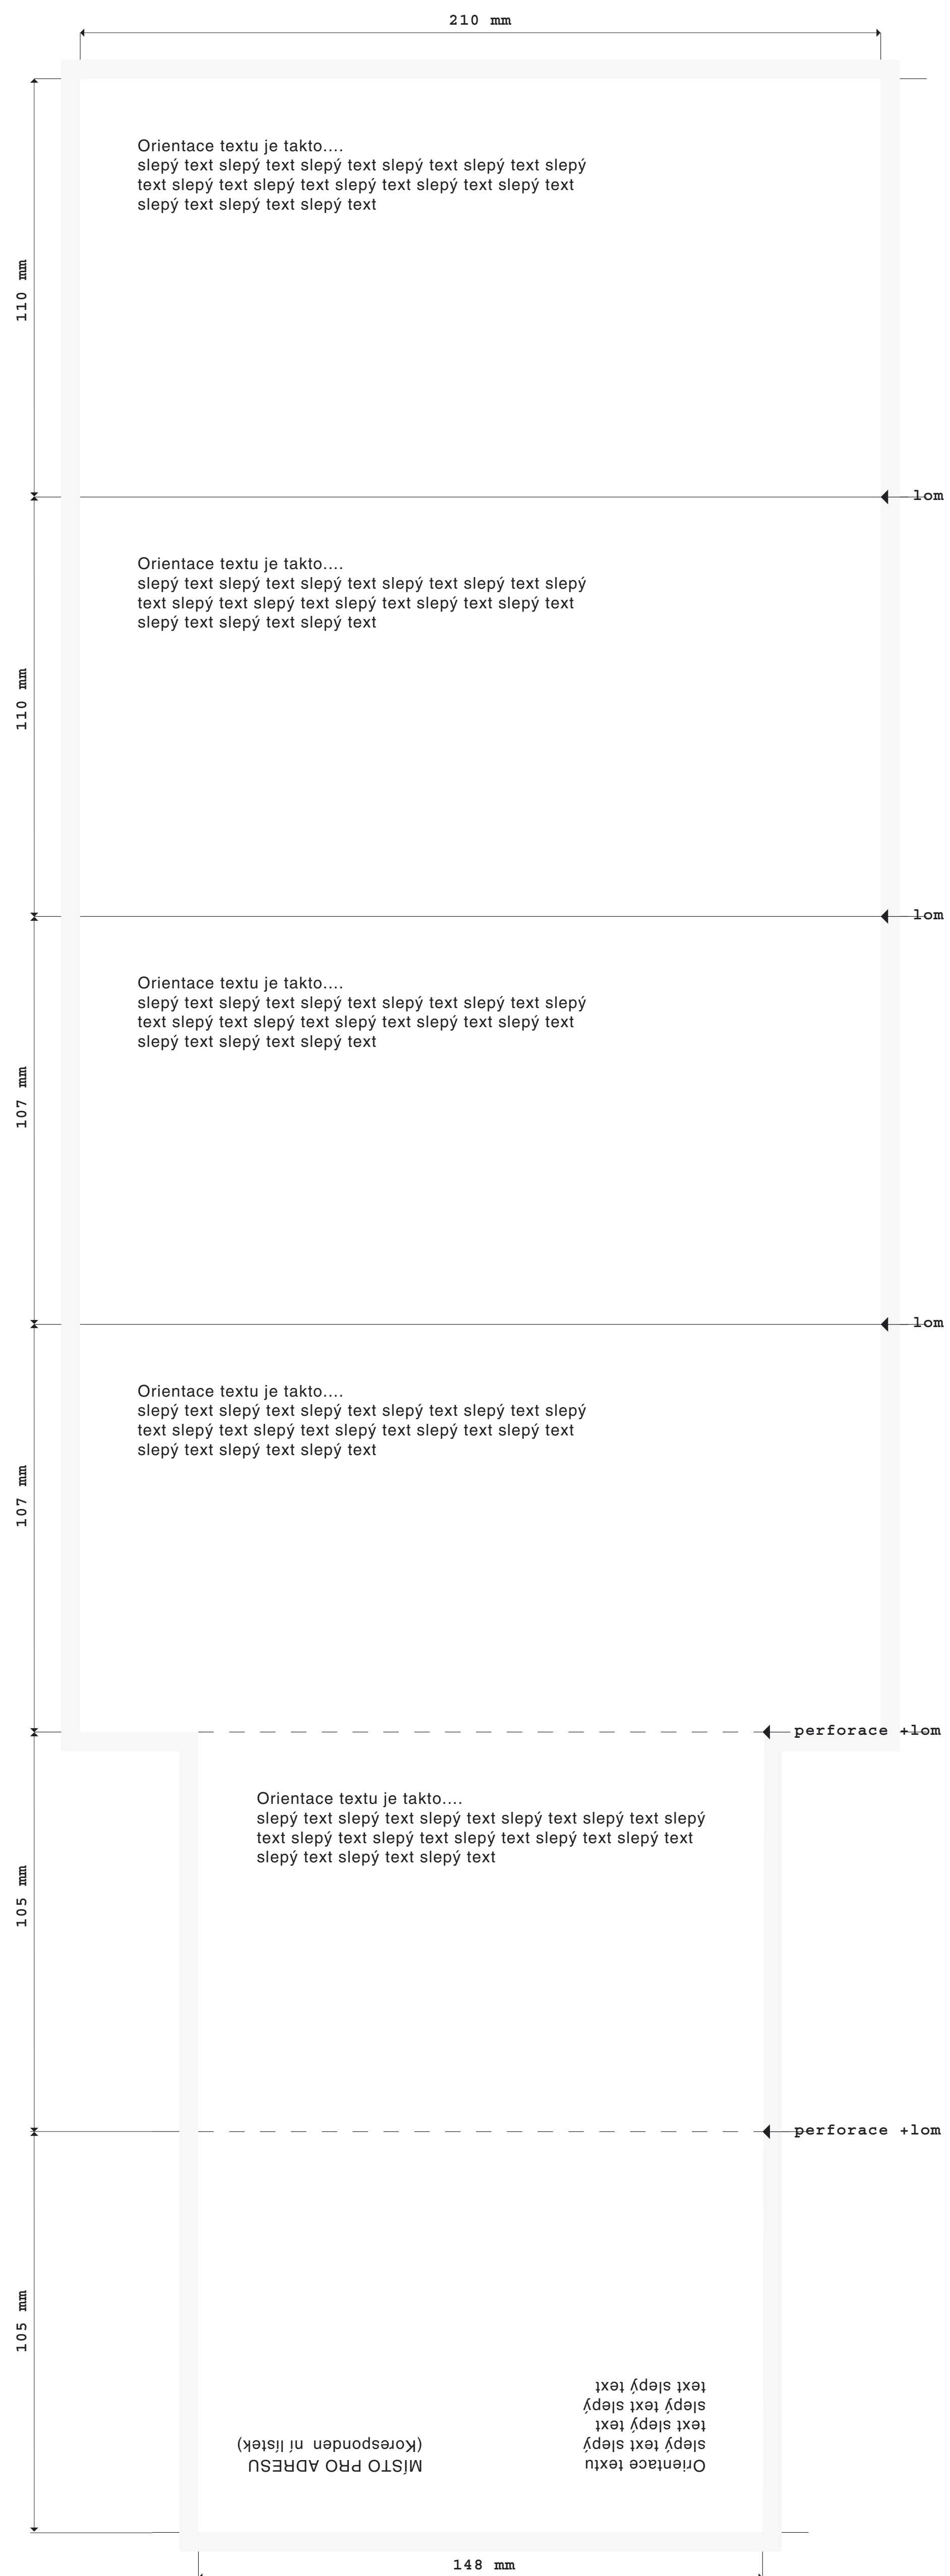 210 mm
110 mm
Orientace textu je takto....
slepý text slepý text slepý text slepý text slepý text slepý
text slepý text slepý text slepý text slepý text slepý text
slepý text slepý text slepý text
lom
110 mm
Orientace textu je takto....
slepý text slepý text slepý text slepý text slepý text slepý
text slepý text slepý text slepý text slepý text slepý text
slepý text slepý text slepý text
lom
107 mm
Orientace textu je takto....
slepý text slepý text slepý text slepý text slepý text slepý
text slepý text slepý text slepý text slepý text slepý text
slepý text slepý text slepý text
lom
107 mm
Orientace textu je takto....
slepý text slepý text slepý text slepý text slepý text slepý
text slepý text slepý text slepý text slepý text slepý text
slepý text slepý text slepý text
perforace +lom
105 mm
Orientace textu je takto....
slepý text slepý text slepý text slepý text slepý text slepý
text slepý text slepý text slepý text slepý text slepý text
slepý text slepý text slepý text
perforace +lom
105 mm
Orientace textu
slepý text slepý
text slepý text
slepý text slepý
text slepý text
MÍSTO PRO ADRESU
(Koresponden ní lístek)
148 mm